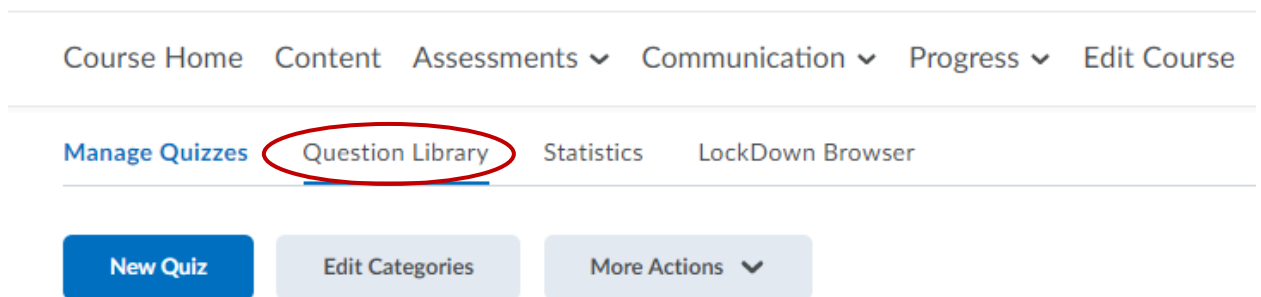 Course Home Content Assessments Communication Progress Edit Course
Manage Quizzes Question Library Statistics LockDown Browser
New Quiz Edit Categories More Actions